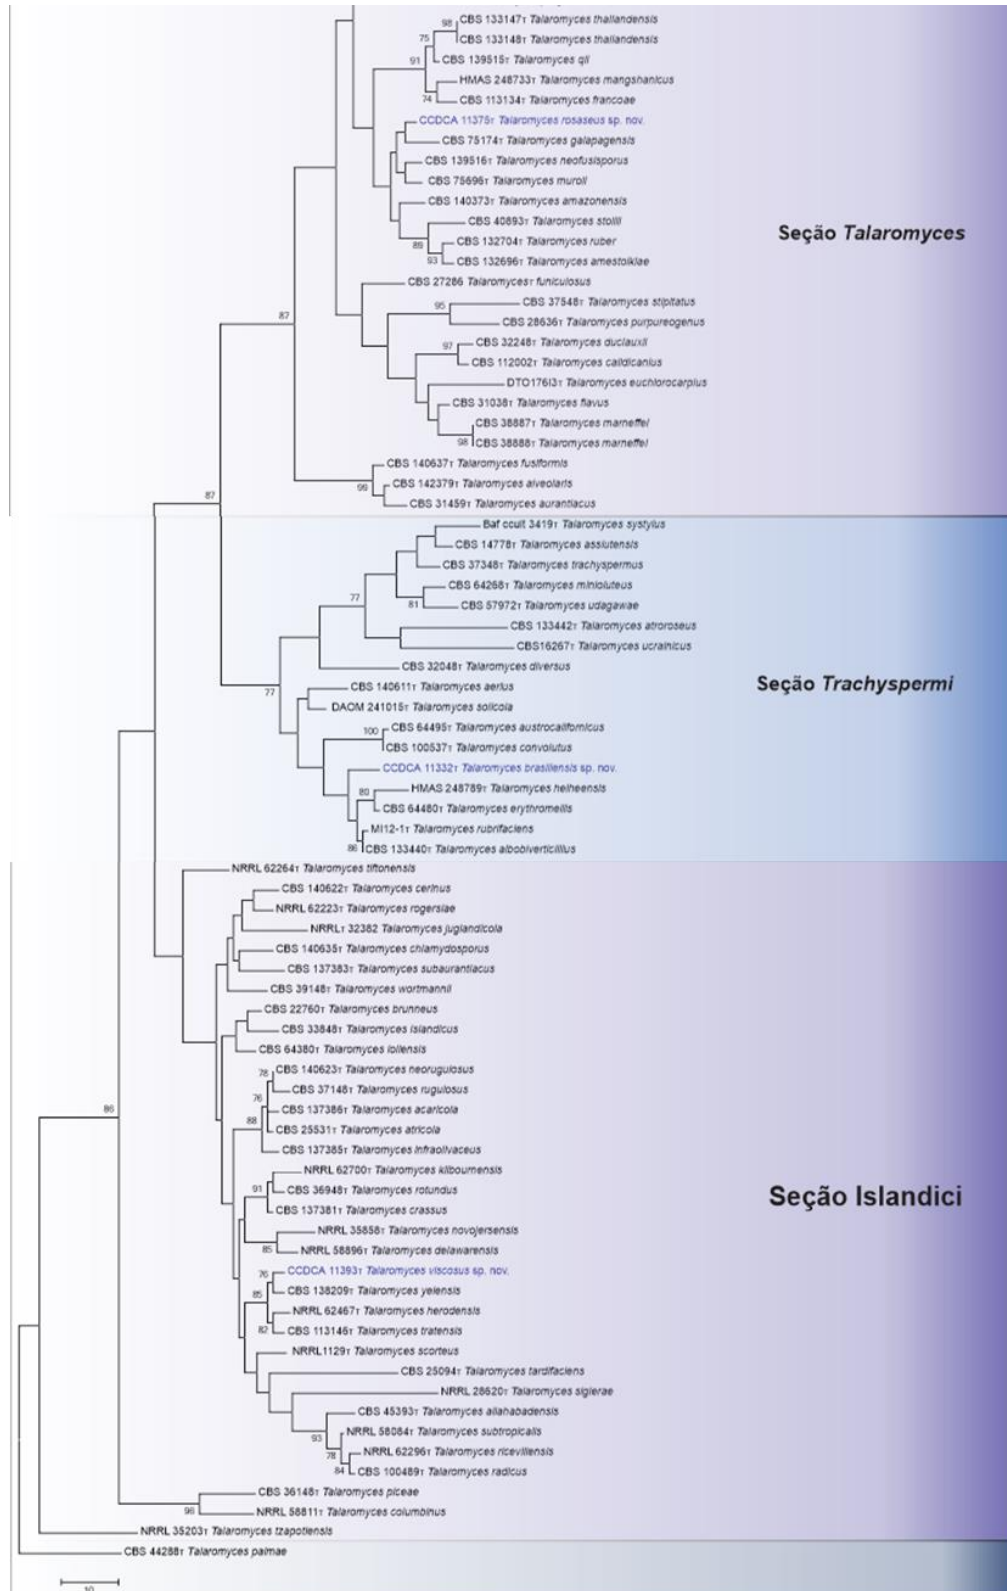 98 CBS 133147T Talaromyces thailandensis
75 CBS 133148T Talaromyces thailandensis
91 CBS 139515T Talaromyces qii
HMAS 248733T Talaromyces mangshanicus
74 CBS 113134T Talaromyces francoae
CCDCA 11375T Talaromyces rosaseus sp. nov.
CBS 75174T Talaromyces galapagensis
CBS 139516T Talaromyces neofusisporus
CBS 75696T Talaromyces muroii
CBS 140373T Talaromyces amazonensis
CBS 40893T Talaromyces stollii
Seção Talaromyces
89 CBS 132704T Talaromyces ruber
93 CBS 132696T Talaromyces amestolkiae
CBS 27286 TalaromycesT funiculosus
95 CBS 37548T Talaromyces stipitatus
87 CBS 28636T Talaromyces purpureogenus
97 CBS 32248T Talaromyces duclauxii
CBS 112002T Talaromyces calidicanius
DTO176I3T Talaromyces euchlorocarpius
CBS 31038T Talaromyces flavus
CBS 38887T Talaromyces marneffei
98 CBS 38888T Talaromyces marneffei
CBS 140637T Talaromyces fusiformis
99 CBS 142379T Talaromyces alveolaris
87 CBS 31459T Talaromyces aurantiacus
Baf ccult 3419T Talaromyces systylus
CBS 14778T Talaromyces assiutensis
CBS 37348T Talaromyces trachyspermus
CBS 64268T Talaromyces minioluteus
77 81 CBS 57972T Talaromyces udagawae
CBS 133442T Talaromyces atroroseus
CBS16267T Talaromyces ucrainicus
CBS 32048T Talaromyces diversus
Seção Trachyspermi
77 CBS 140611T Talaromyces aerius
DAOM 241015T Talaromyces solicola
100 CBS 64495T Talaromyces austrocalifornicus
CBS 100537T Talaromyces convolutus
CCDCA 11332T Talaromyces brasiliensis sp. nov.
80 HMAS 248789T Talaromyces heiheensis
CBS 64480T Talaromyces erythromellis
MI12-1T Talaromyces rubrifaciens
86 CBS 133440T Talaromyces albobiverticillius
NRRL 62264T Talaromyces tiftonensis
CBS 140622T Talaromyces cerinus
NRRL 62223T Talaromyces rogersiae
NRRLT 32382 Talaromyces juglandicola
CBS 140635T Talaromyces chlamydosporus
CBS 137383T Talaromyces subaurantiacus
CBS 39148T Talaromyces wortmannii
CBS 22760T Talaromyces brunneus
CBS 33848T Talaromyces islandicus
CBS 64380T Talaromyces loliensis
78 CBS 140623T Talaromyces neorugulosus
76 CBS 37148T Talaromyces rugulosus
86 CBS 137386T Talaromyces acaricola
88 CBS 25531T Talaromyces atricola
CBS 137385T Talaromyces infraolivaceus
NRRL 62700T Talaromyces kilbournensis
91 CBS 36948T Talaromyces rotundus
Seção Islandici
CBS 137381T Talaromyces crassus
NRRL 35858T Talaromyces novojersensis
85 NRRL 58896T Talaromyces delawarensis
76 CCDCA 11393T Talaromyces viscosus sp. nov.
85 CBS 138209T Talaromyces yelensis
NRRL 62467T Talaromyces herodensis
82 CBS 113146T Talaromyces tratensis
NRRL1129T Talaromyces scorteus
CBS 25094T Talaromyces tardifaciens
NRRL 28620T Talaromyces siglerae
CBS 45393T Talaromyces allahabadensis
93 NRRL 58084T Talaromyces subtropicalis
78 NRRL 62296T Talaromyces ricevillensis
84 CBS 100489T Talaromyces radicus
CBS 36148T Talaromyces piceae
96 NRRL 58811T Talaromyces columbinus
NRRL 35203T Talaromyces tzapotlensis
CBS 44288T Talaromyces palmae
10